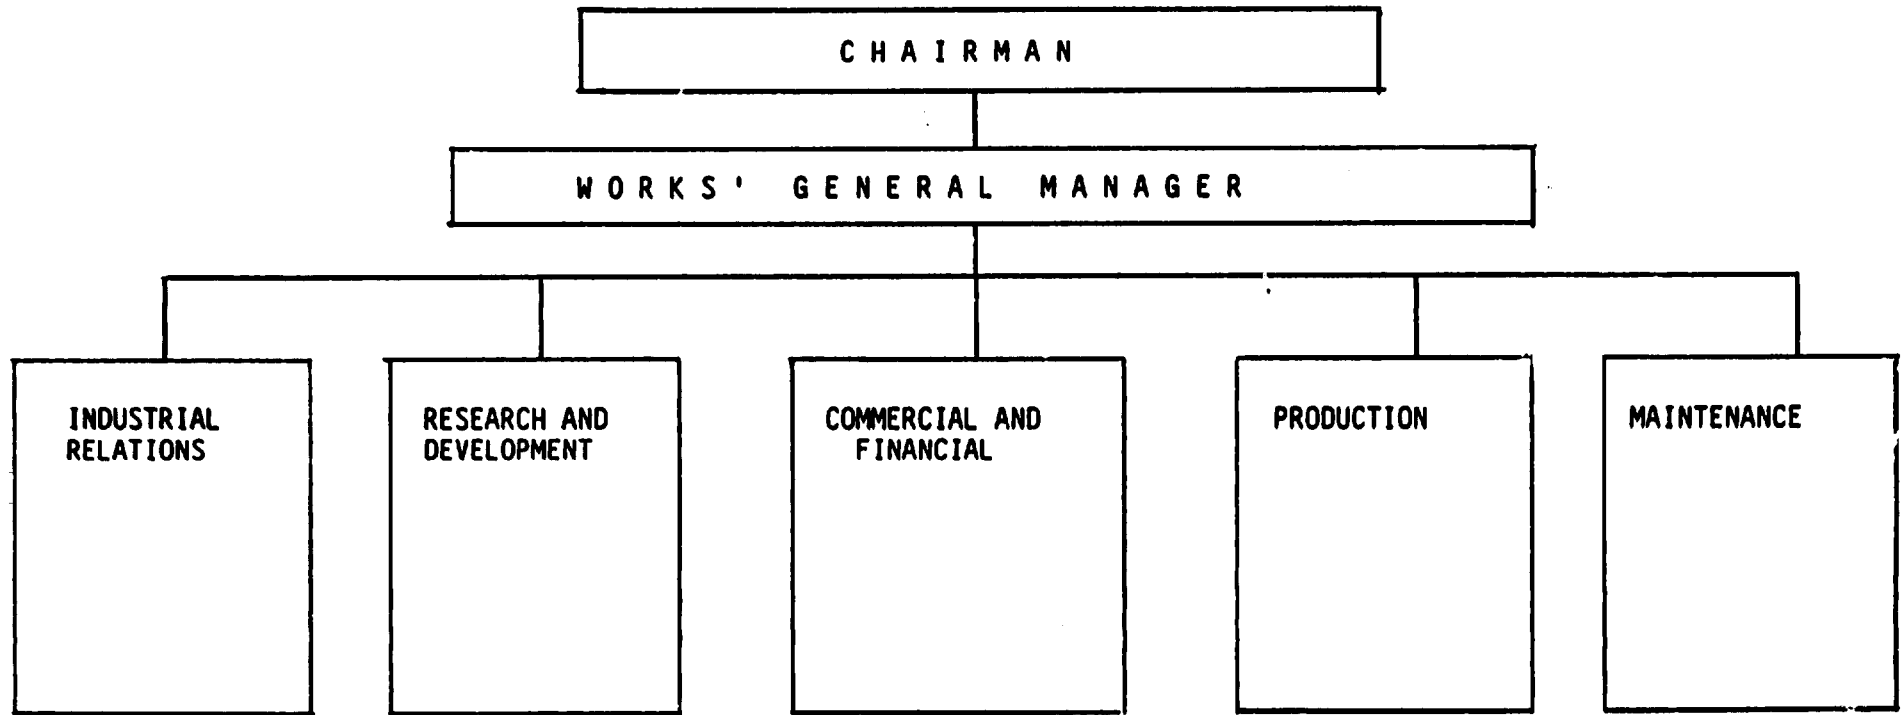 CHAIRMAN
WORKS' GENERAL MANAGER
INDUSTRIAL
RELATIONS
RESEARCH AND
DEVELOPMENT
COMMERCIAL AND
FINANCIAL
PRODUCTION
MAINTENANCE